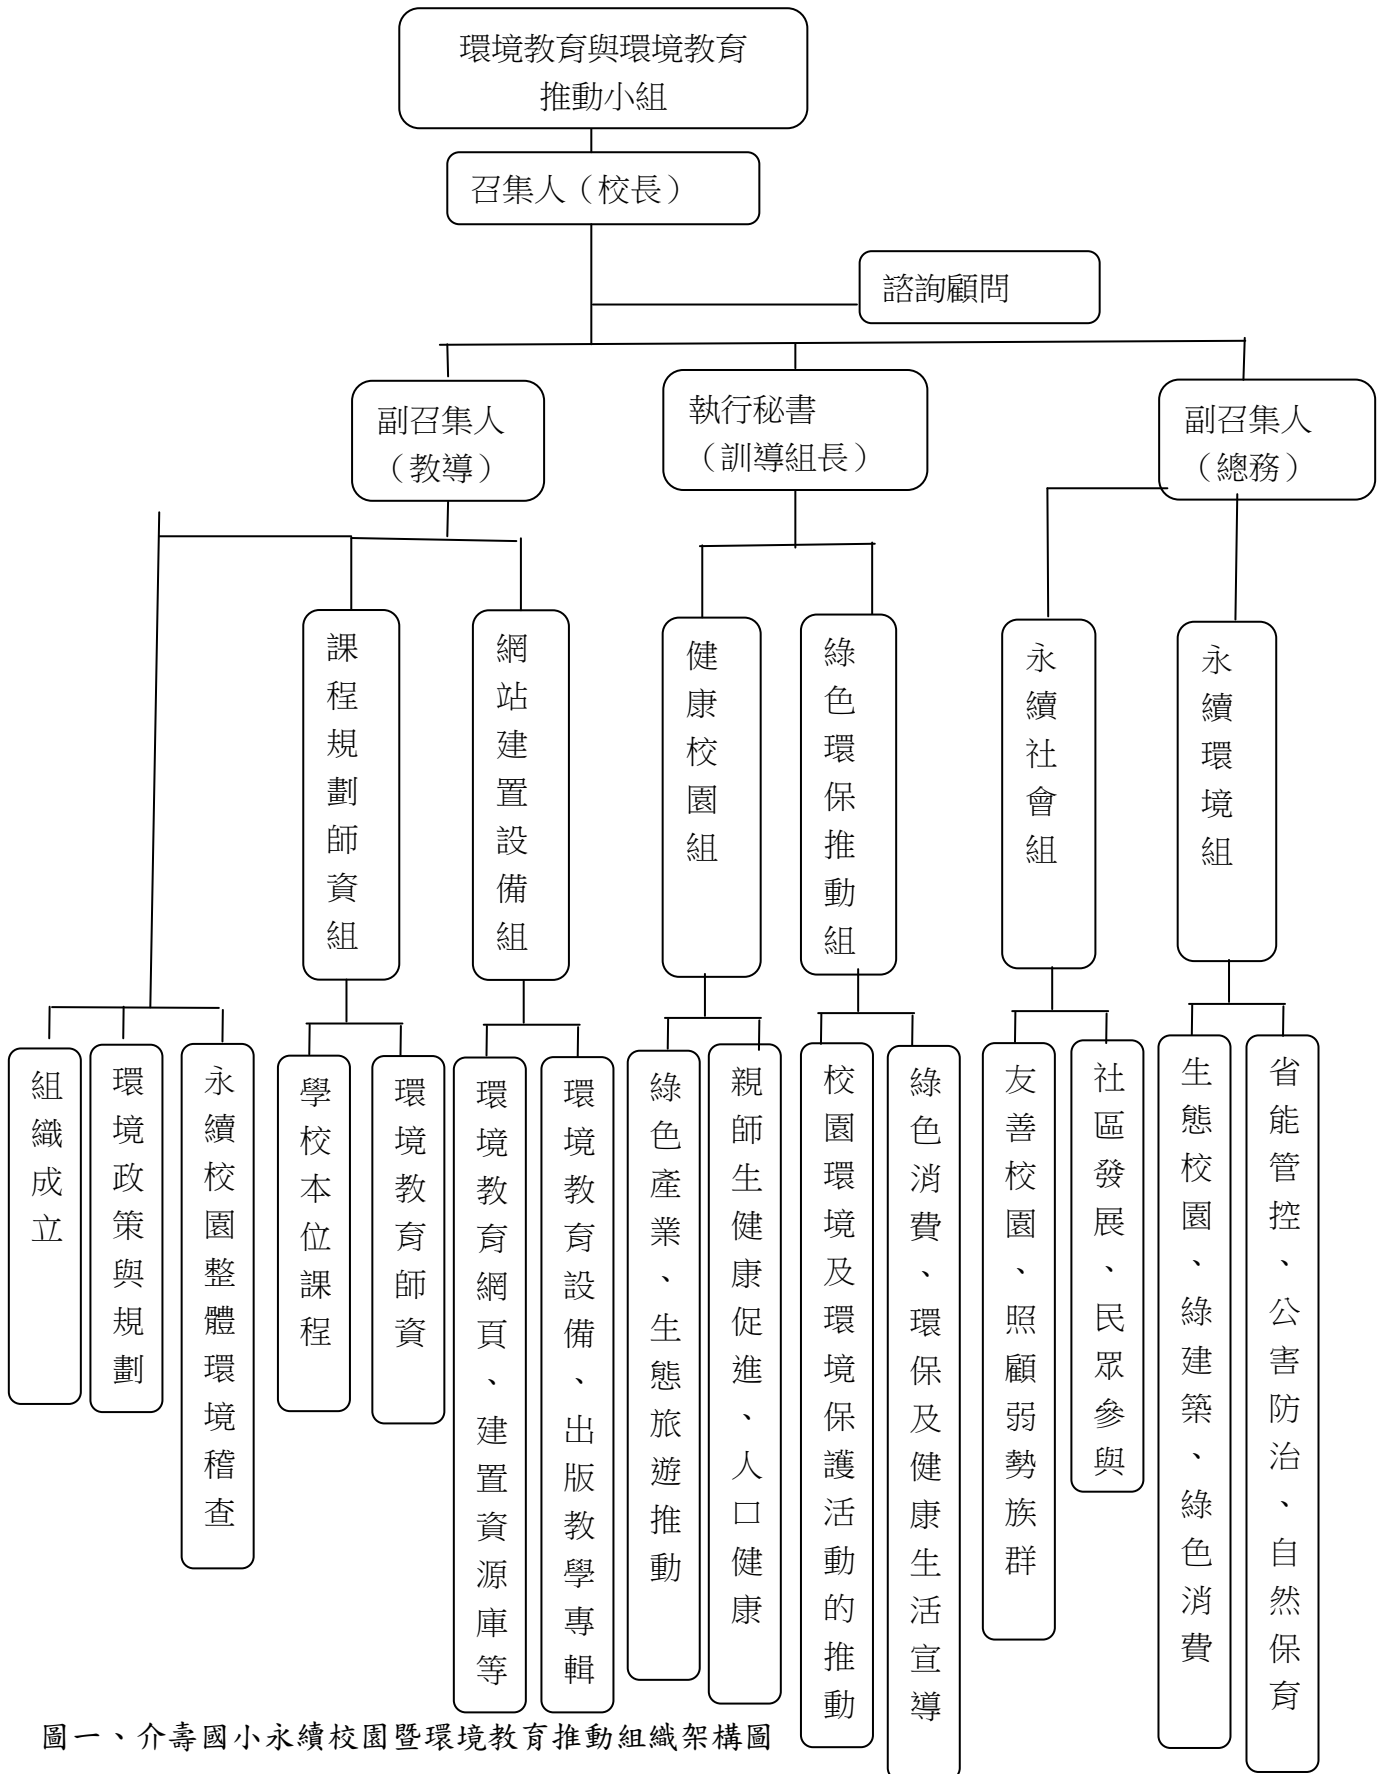 環境教育與環境教育
推動小組
召集人（校長）
諮詢顧問
副召集人
（教導）
執行秘書
（訓導組長）
副召集人
（總務）
課程規劃師資組
網站建置設備組
健康校園組
綠色環保推動組
永續社會組
永續環境組
組織成立
環境政策與規劃
永續校園整體環境稽查
學校本位課程
環境教育師資
環境教育網頁、建置資源庫等
環境教育設備、出版教學專輯
綠色產業、生態旅遊推動
親師生健康促進、人口健康
校園環境及環境保護活動的推動
綠色消費、環保及健康生活宣導
友善校園、照顧弱勢族群
社區發展、民眾參與
生態校園、綠建築、綠色消費
省能管控、公害防治、自然保育
圖一、介壽國小永續校園暨環境教育推動組織架構圖